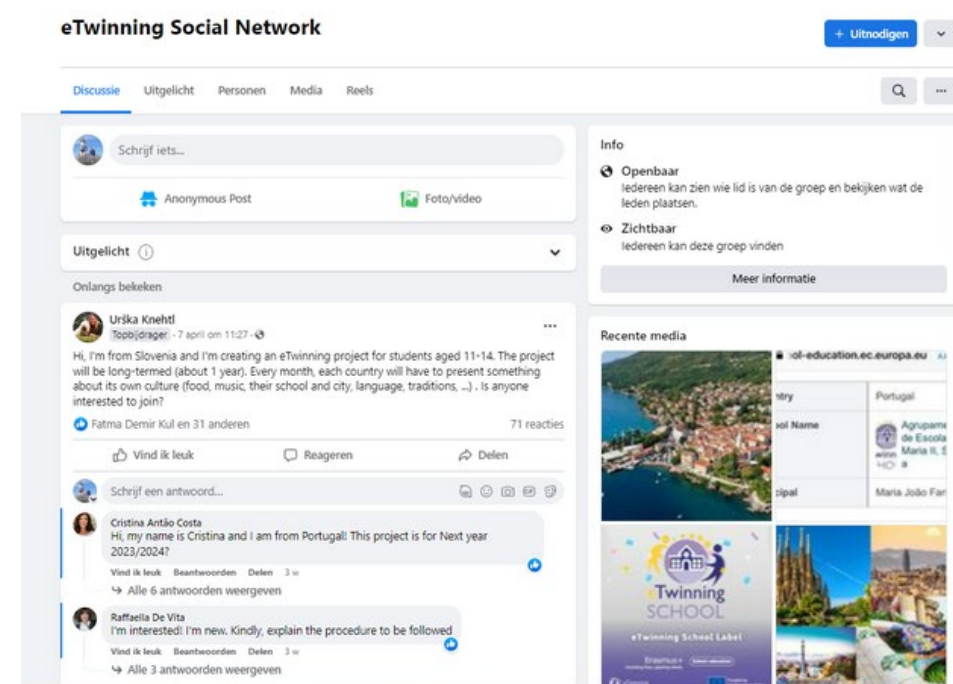 eTwinning Social Network
+ Uitnodigen
Discussie Uitgelicht Personen Media Reels
Schrijf iets...
Anonymous Post Foto/video
Uitgelicht
Onlangs bekeken
Urška Knehtl
Topbijdrager - 7 april om 11:27 -
Hi, I'm from Slovenia and I'm creating an eTwinning project for students aged 11-14. The project
will be long-termed (about 1 year). Every month, each country will have to present something
about its own culture (food, music, their school and city, language, traditions, ...) . Is anyone
interested to join?
Fatma Demir Kul en 31 anderen 71 reacties
Vind ik leuk Reageren Delen
Schrijf een antwoord...
Cristina Antão Costa
Hi, my name is Cristina and I am from Portugal! This project is for Next year
2023/2024?
Vind ik leuk Beantwoorden Delen 3 w
Alle 6 antwoorden weergeven
Raffaella De Vita
I'm interested! I'm new. Kindly, explain the procedure to be followed
Vind ik leuk Beantwoorden Delen 3 w
Alle 3 antwoorden weergeven
Info
Openbaar
Iedereen kan zien wie lid is van de groep en bekijken wat de
leden plaatsen.
Zichtbaar
Iedereen kan deze groep vinden
Meer informatie
Recente media
ol-education.ec.europa.eu
ntry Portugal
ool Name Agrupame
de Escola
Maria II, S
a
cipal Maria João Far
eTwinning
SCHOOL
eTwinning School Label
Erasmus+